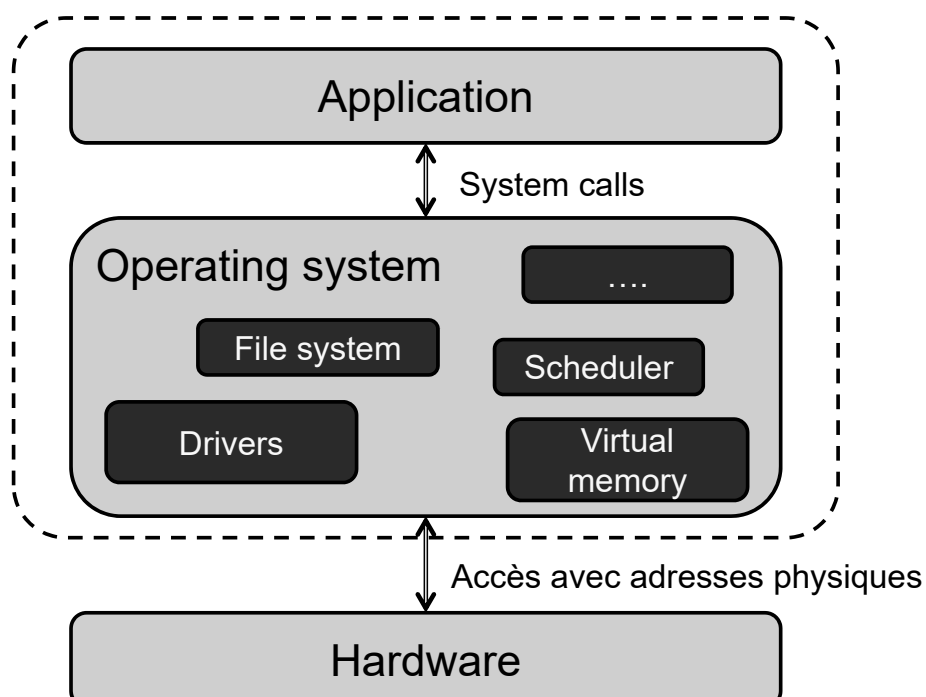 Application
System calls
Operating system
....
File system
Scheduler
Drivers
Virtual
memory
Accès avec adresses physiques
Hardware